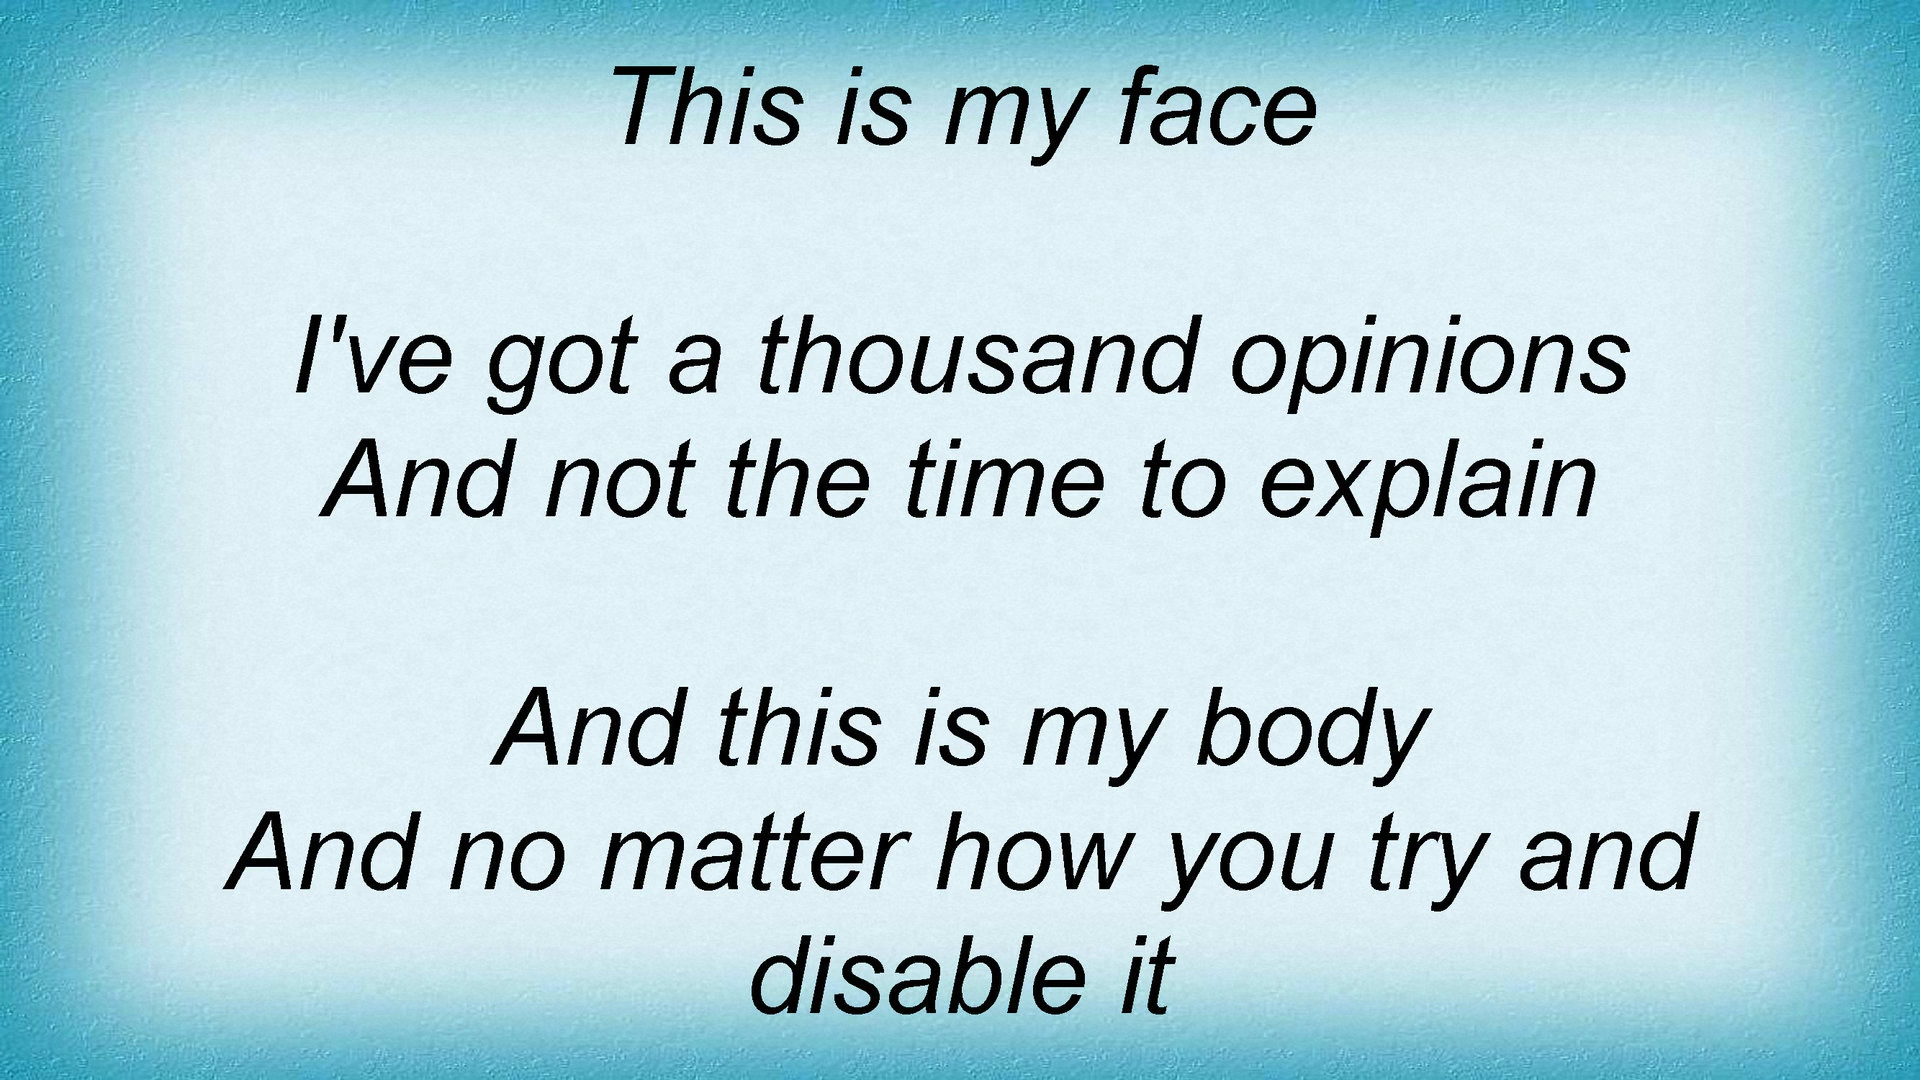 This is my face
I've got a thousand opinions
And not the time to explain
And this is my body
And no matter how you try and
disable it